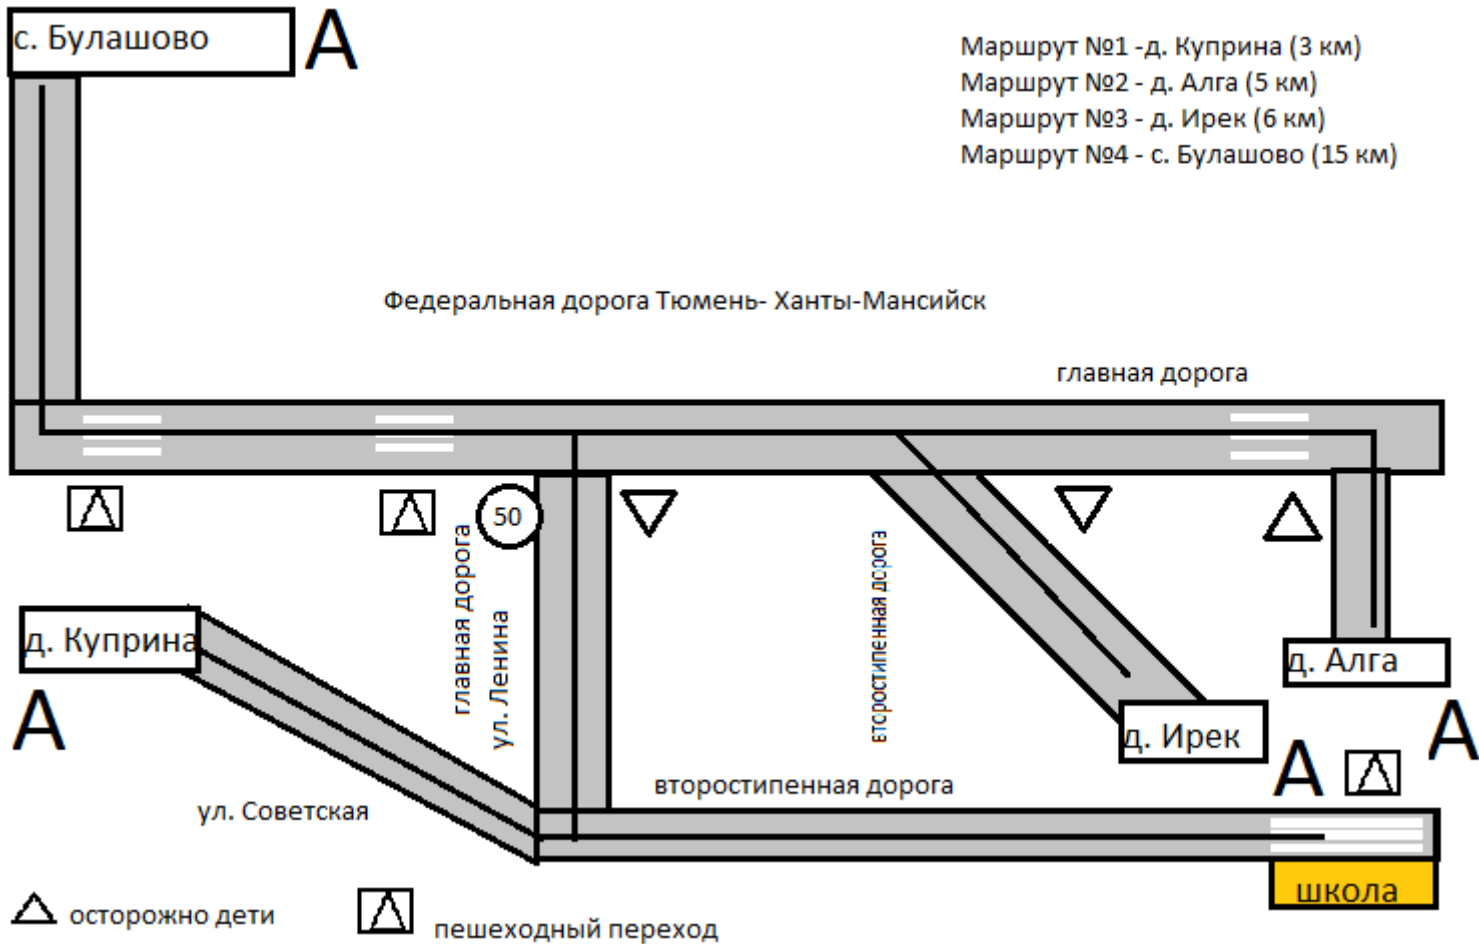 с. Булашово
А
Маршрут №1 -д. Куприна (3 км)
Маршрут №2 - д. Алга (5 км)
Маршрут №3 - д. Ирек (6 км)
Маршрут №4 - с. Булашово (15 км)
Федеральная дорога Тюмень- Ханты-Мансийск
главная дорога
50
главная дорога
ул. Ленина
второстипенная дорога
д. Куприна
А
д. Алга
А
д. Ирек
А
второстипенная дорога
ул. Советская
школа
осторожно дети
пешеходный переход